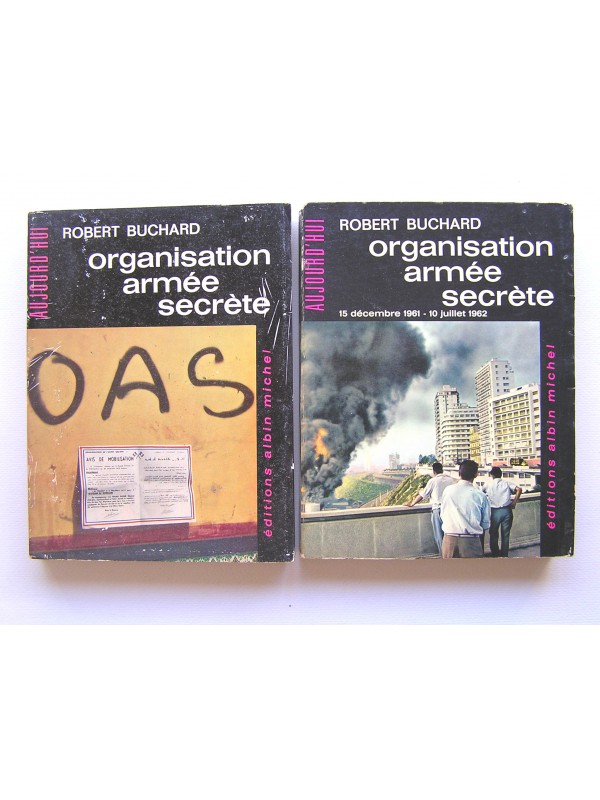 AUJOURD'HUI
ROBERT BUCHARD
organisation
armée
secrète
OAS
AVIS DE MOBILISATION
éditions albin michel
AUJOURD'HUI
ROBERT BUCHARD
organisation
armée
secrète
15 décembre 1961 - 10 juillet 1962
éditions albin michel